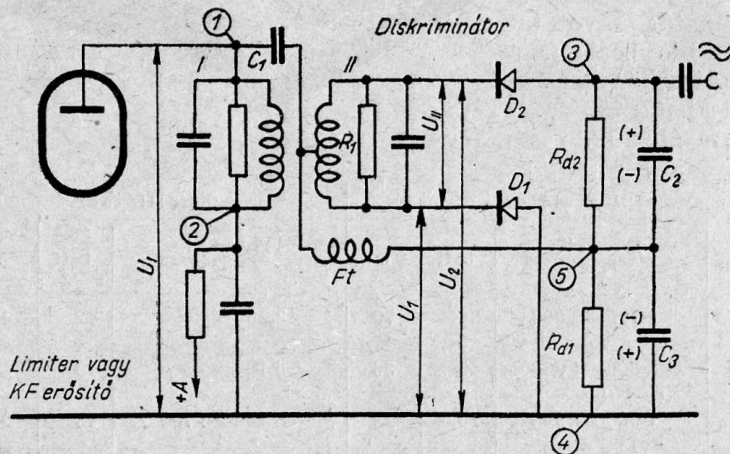 Diszkriminátor
1
C1
I
II
3
D2
R1
UII
Rd2
(+)
(-)
C2
D1
2
5
Ft
UI
U1
U2
Rd1
(-)
(+)
C3
Limiter vagy
KF erősítő
+A
4